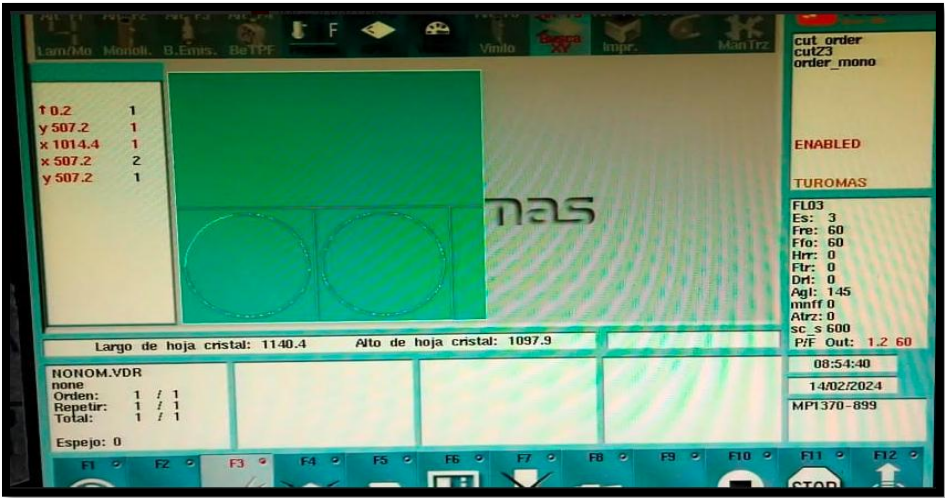 Lam/Mo Monoli. B.Emis. BeTPF F Vinilo Busca XY Impr. ManTrz
cut order
cut23
order_mono
ENABLED
TUROMAS
↑ 0.2 1
y 507.2 1
x 1014.4 1
x 507.2 2
y 507.2 1
mas
FL03
Es: 3
Fre: 60
Ffo: 60
Hrr: 0
Ftr: 0
Drl: 0
Agl: 145
mnff 0
Atrz: 0
sc_s 600
P/F Out: 1.2 60
Largo de hoja cristal: 1140.4 Alto de hoja cristal: 1097.9
08:54:40
14/02/2024
MP1370-899
NONOM.VDR
none
Orden: 1 / 1
Repetir: 1 / 1
Total: 1 / 1
Espejo: 0
F1 F2 F3 F4 F5 F6 F7 F8 F9 F10 F11 F12
STOP